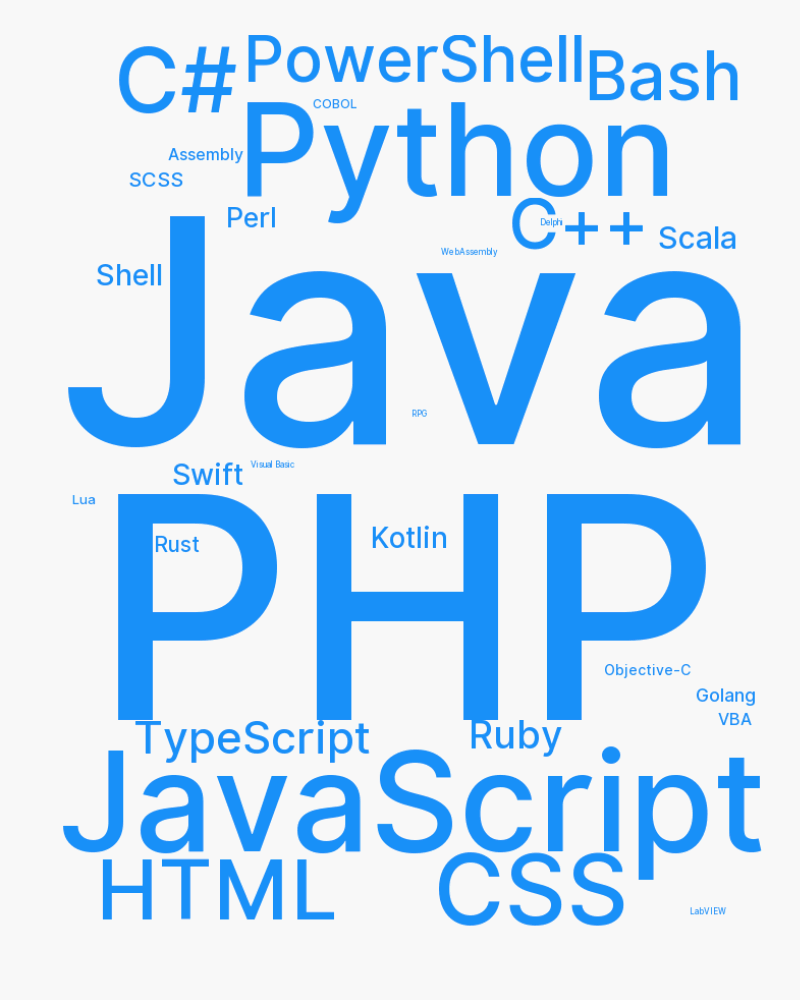 C#
PowerShell
Bash
COBOL
Python
Assembly
SCSS
Perl
C++
Delphi
Scala
WebAssembly
Shell
Java
RPG
Swift
Visual Basic
Lua
PHP
Rust
Kotlin
Objective-C
Golang
VBA
TypeScript
Ruby
JavaScript
HTML
CSS
LabVIEW